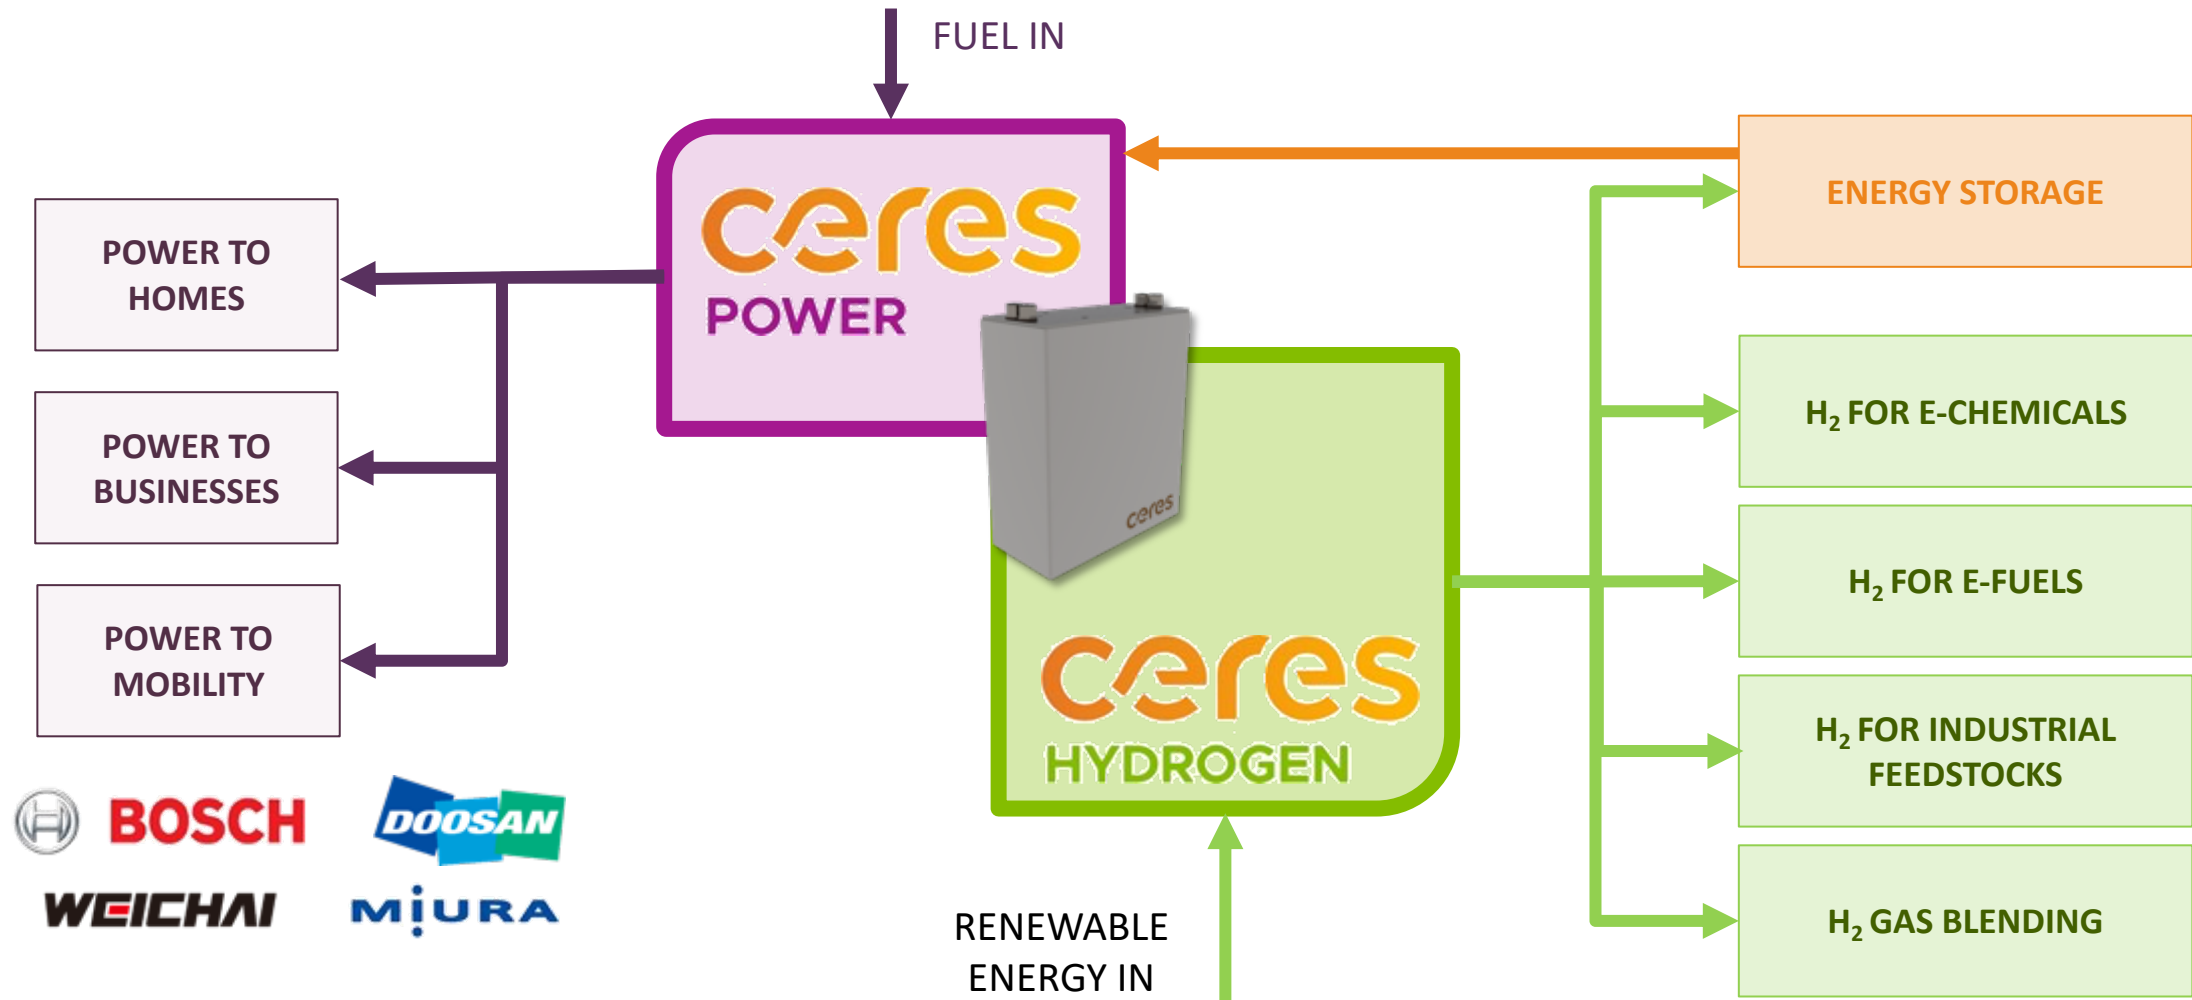 FUEL IN
ceres
POWER
POWER TO
HOMES
POWER TO
BUSINESSES
POWER TO
MOBILITY
BOSCH
DOOSAN
WEICHAI
MiURA
ceres
ceres
HYDROGEN
RENEWABLE
ENERGY IN
ENERGY STORAGE
H₂ FOR E-CHEMICALS
H₂ FOR E-FUELS
H₂ FOR INDUSTRIAL
FEEDSTOCKS
H₂ GAS BLENDING